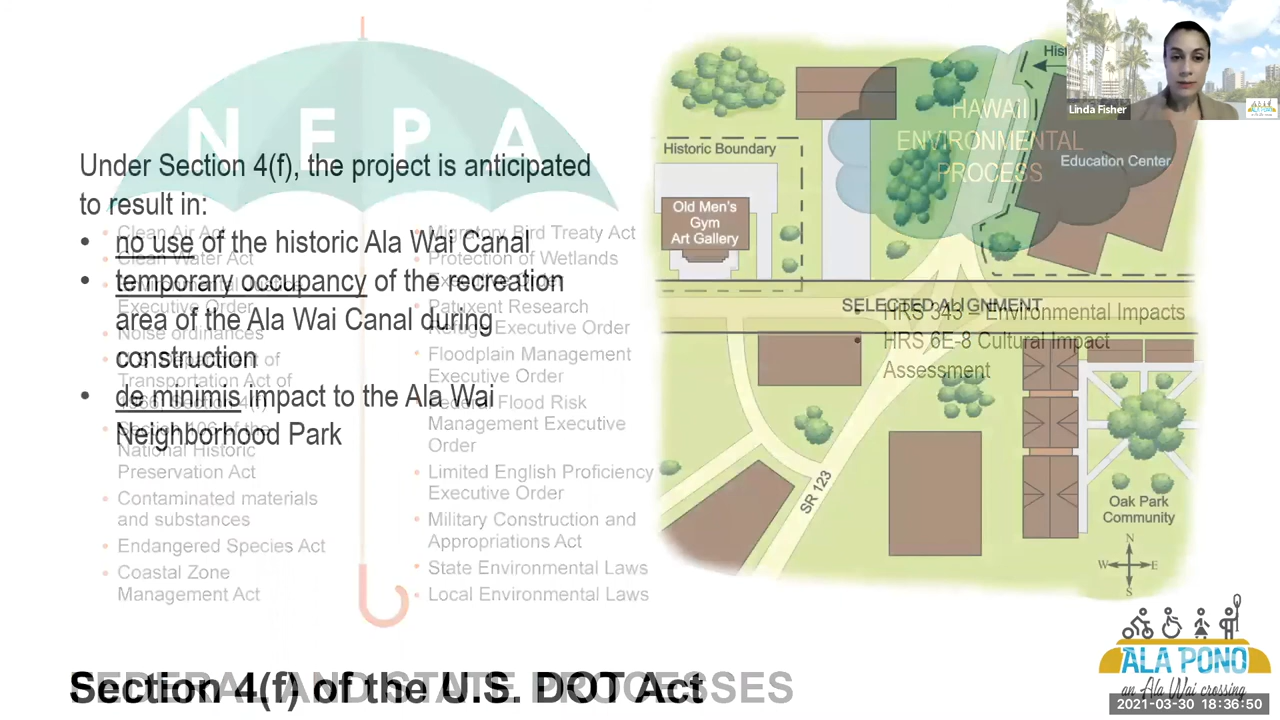 NEPA
Under Section 4(f), the project is anticipated
to result in:
• no use of the historic Ala Wai Canal
• temporary occupancy of the recreation
area of the Ala Wai Canal during
construction
• de minimis impact to the Ala Wai
Neighborhood Park
• Clean Air Act
Clean Water Act
Executive Order
• Noise ordinances
of
Transportation Act of
of the
National Historic
Preservation Act
• Contaminated materials
and substances
• Endangered Species Act
• Coastal Zone
Management Act
• Migratory Bird Treaty Act
• Protection of Wetlands
• Patuxent Research
Refuge Executive Order
• Floodplain Management
Executive Order
• Federal Flood Risk
Management Executive
Order
• Limited English Proficiency
Executive Order
• Military Construction and
Appropriations Act
• State Environmental Laws
• Local Environmental Laws
HAWAII
ENVIRONMENTAL
PROCESS
HRS 343 – Environmental Impacts
HRS 6E-8 Cultural Impact
Assessment
Historic Boundary
Old Men's
Gym
Art Gallery
Education Center
SELECTED ALIGNMENT
SR 123
Oak Park
Community
N
W E
S
Linda Fisher
Section 4(f) of the U.S. DOT Act
FEDERAL AND STATE PROCESSES
ALA PONO
an Ala Wai crossing
2021-03-30 18:36:50